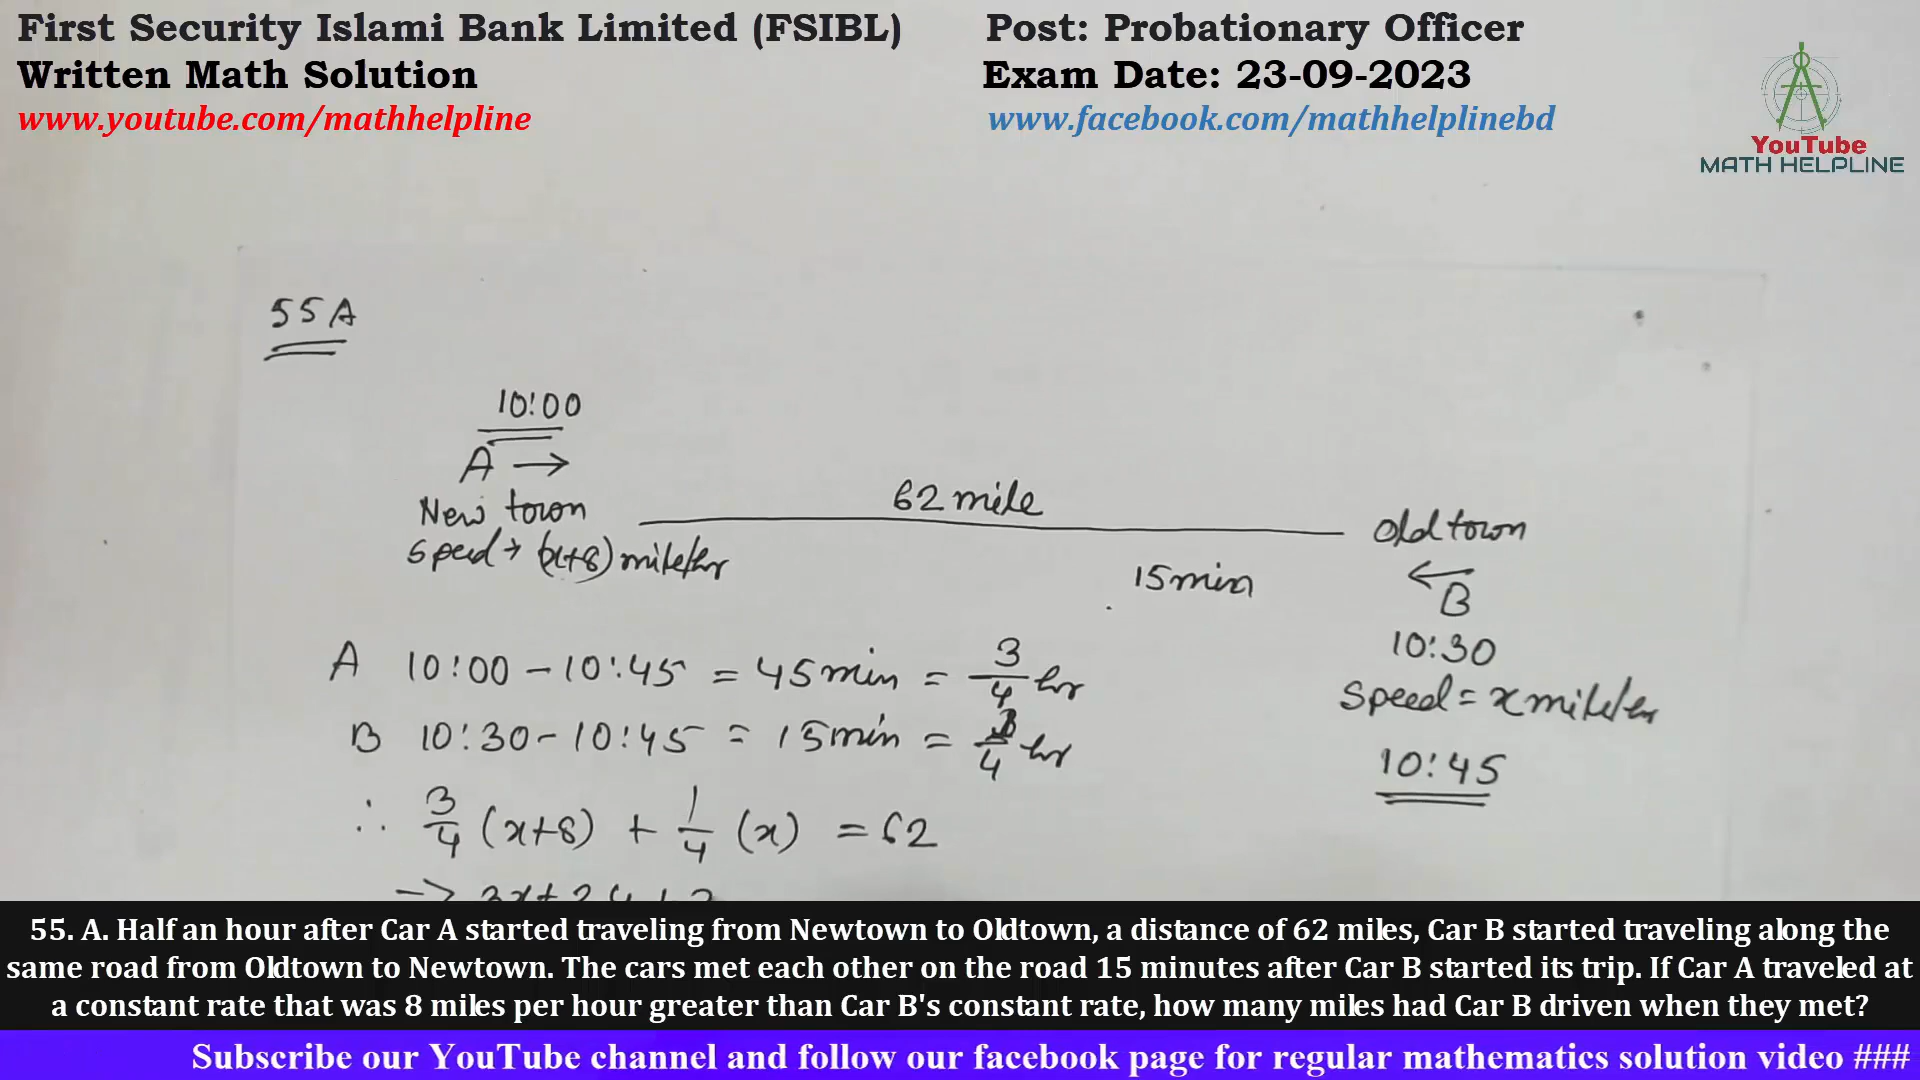 First Security Islami Bank Limited (FSIBL) Post: Probationary Officer
Written Math Solution Exam Date: 23-09-2023
www.youtube.com/mathhelpline www.facebook.com/mathhelplinebd
YouTube
MATH HELPLINE
55A
10:00
A →
New town
62 mile
Old town
Speed → (x+8) mile/hr
15 min
← B
10:30
A 10:00 - 10:45 = 45 min = 3/4 hr
Speed = x mile/hr
B 10:30 - 10:45 = 15 min = 1/4 hr
10:45
∴ 3/4 (x+8) + 1/4 (x) = 62
55. A. Half an hour after Car A started traveling from Newtown to Oldtown, a distance of 62 miles, Car B started traveling along the
same road from Oldtown to Newtown. The cars met each other on the road 15 minutes after Car B started its trip. If Car A traveled at
a constant rate that was 8 miles per hour greater than Car B's constant rate, how many miles had Car B driven when they met?
Subscribe our YouTube channel and follow our facebook page for regular mathematics solution video ###